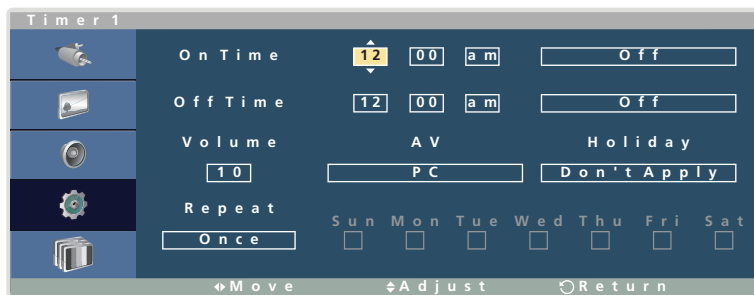 Timer 1
On Time 12 00 am Off
Off Time 12 00 am Off
Volume AV Holiday
10 PC Don't Apply
Repeat
Sun Mon Tue Wed Thu Fri Sat
Once
Move Adjust Return